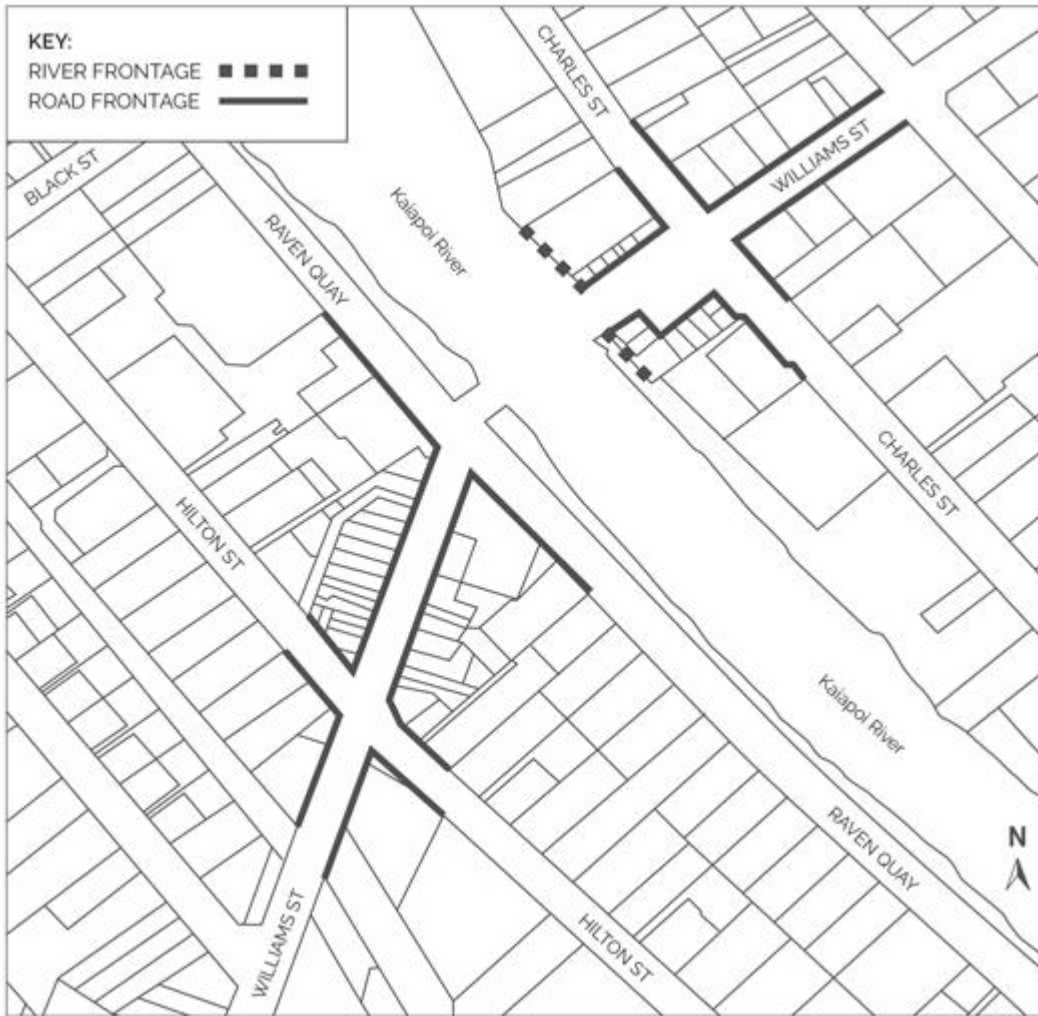 KEY:
RIVER FRONTAGE
ROAD FRONTAGE
CHARLES ST
WILLIAMS ST
BLACK ST
RAVEN QUAY
Kaiapoi River
HILTON ST
CHARLES ST
Kaiapoi River
RAVEN QUAY
N
HILTON ST
WILLIAMS ST